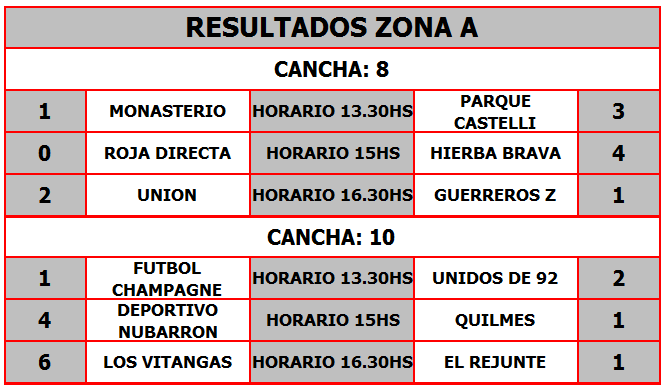 RESULTADOS ZONA A
CANCHA: 8
1 MONASTERIO HORARIO 13.30HS PARQUE CASTELLI 3
0 ROJA DIRECTA HORARIO 15HS HIERBA BRAVA 4
2 UNION HORARIO 16.30HS GUERREROS Z 1
CANCHA: 10
1 FUTBOL CHAMPAGNE HORARIO 13.30HS UNIDOS DE 92 2
4 DEPORTIVO NUBARRON HORARIO 15HS QUILMES 1
6 LOS VITANGAS HORARIO 16.30HS EL REJUNTE 1